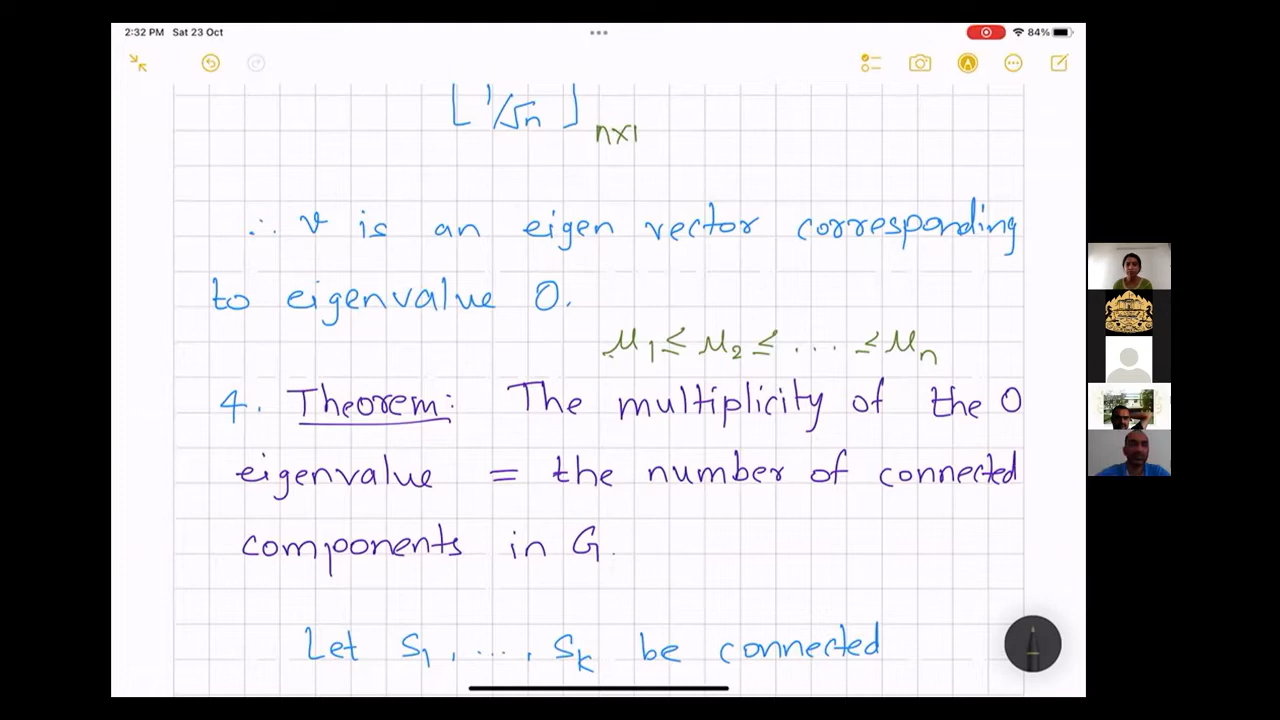 2:32 PM Sat 23 Oct
84%
[ 1/√n ] n×1
∴ v is an eigen vector corresponding
to eigenvalue 0.
μ1 ≤ μ2 ≤ .... ≤ μn
4. Theorem: The multiplicity of the 0
eigenvalue = the number of connected
components in G.
Let S1, ...., Sk be connected